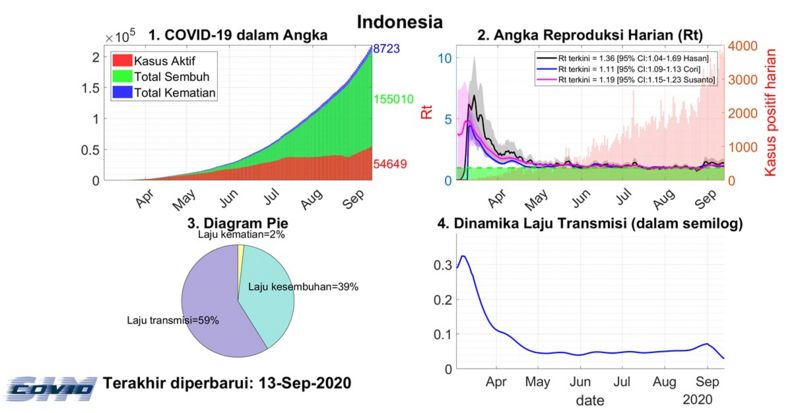 Indonesia
1. COVID-19 dalam Angka
×10⁵
2
1.5
1
0.5
0
Kasus Aktif
Total Sembuh
Total Kematian
8723
155010
54649
Apr May Jun Jul Aug Sep
2. Angka Reproduksi Harian (Rt)
Rt
10
5
0
Rt terkini = 1.36 [95% CI:1.04-1.69 Hasan]
Rt terkini = 1.11 [95% CI:1.09-1.13 Cori]
Rt terkini = 1.19 [95% CI:1.15-1.23 Susanto]
4000
3000
2000
1000
0
Kasus positif harian
Apr May Jun Jul Aug Sep
3. Diagram Pie
Laju kematian=2%
Laju kesembuhan=39%
Laju transmisi=59%
4. Dinamika Laju Transmisi (dalam semilog)
0.3
0.2
0.1
0
Apr May Jun Jul Aug Sep
date
2020
SIM
COVID
Terakhir diperbarui: 13-Sep-2020